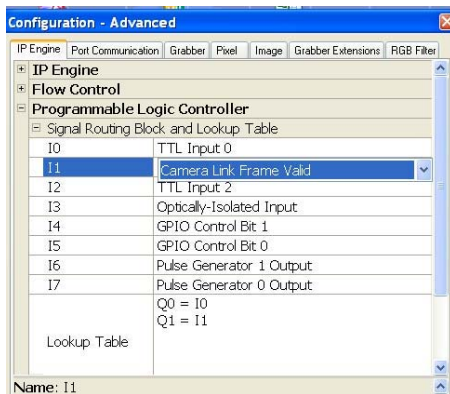 Configuration - Advanced
IP Engine Port Communication Grabber Pixel Image Grabber Extensions RGB Filter
IP Engine
Flow Control
Programmable Logic Controller
Signal Routing Block and Lookup Table
I0 TTL Input 0
I1 Camera Link Frame Valid
I2 TTL Input 2
I3 Optically-Isolated Input
I4 GPIO Control Bit 1
I5 GPIO Control Bit 0
I6 Pulse Generator 1 Output
I7 Pulse Generator 0 Output
Lookup Table Q0 = I0
Q1 = I1
Name: I1